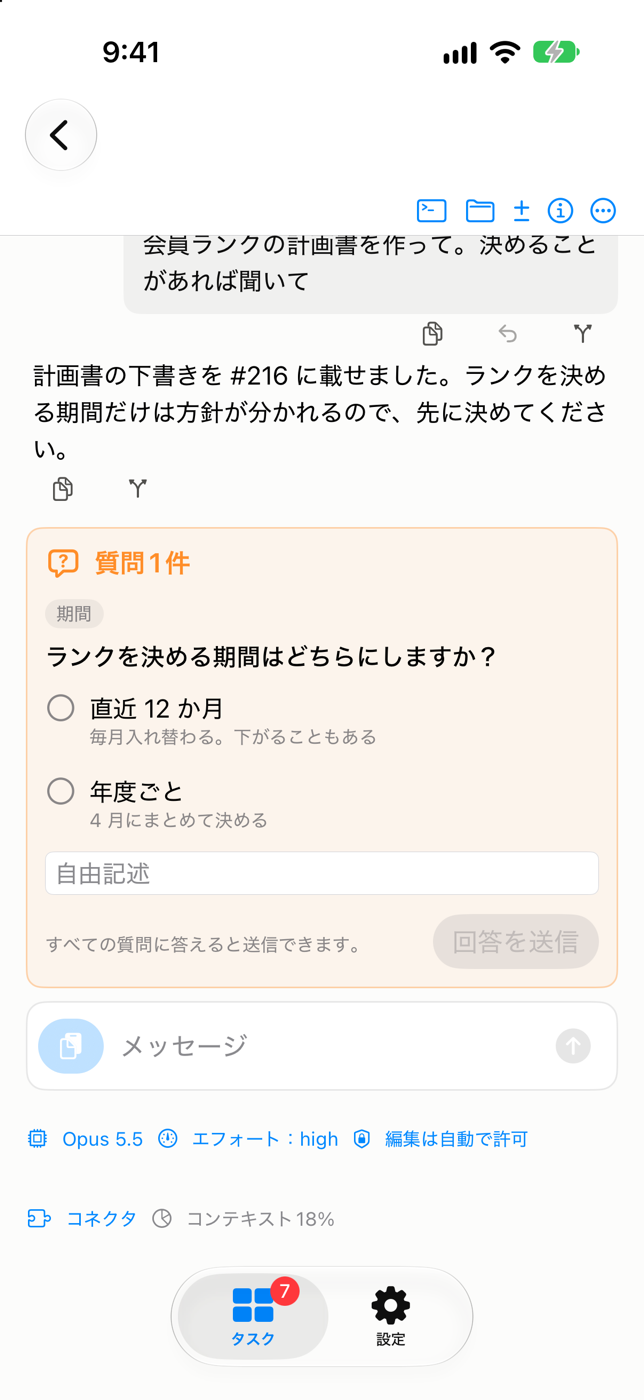 9:41
会員ランクの計画書を作って。決めること
があれば聞いて
計画書の下書きを #216 に載せました。ランクを決め
る期間だけは方針が分かれるので、先に決めてくださ
い。
質問1件
期間
ランクを決める期間はどちらにしますか？
直近 12 か月
毎月入れ替わる。下がることもある
年度ごと
4 月にまとめて決める
自由記述
すべての質問に答えると送信できます。
回答を送信
メッセージ
Opus 5.5 エフォート：high 編集は自動で許可
コネクタ コンテキスト18%
7
タスク 設定